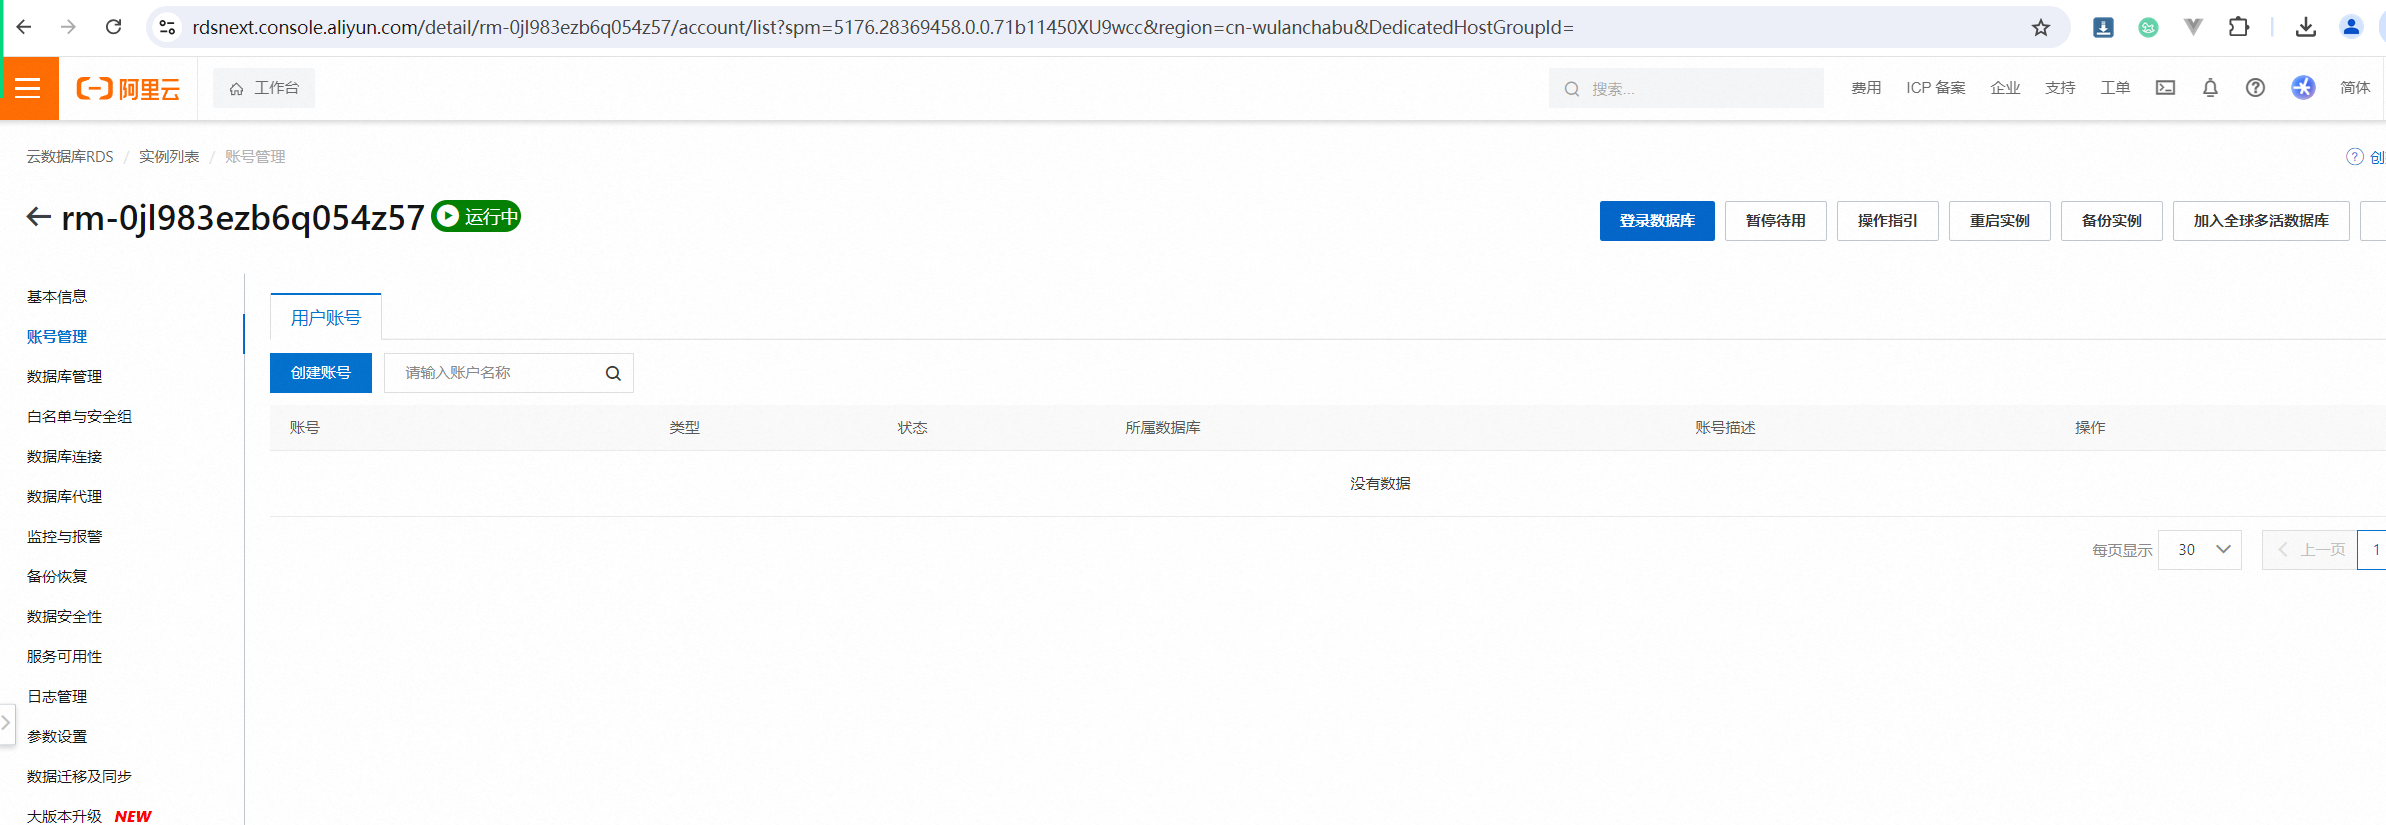 rdsnext.console.aliyun.com/detail/rm-0jl983ezb6q054z57/account/list?spm=5176.28369458.0.0.71b11450XU9wcc&region=cn-wulanchabu&DedicatedHostGroupId=
阿里云 工作台 搜索... 费用 ICP 备案 企业 支持 工单 简体
云数据库RDS / 实例列表 / 账号管理
rm-0jl983ezb6q054z57 运行中 登录数据库 暂停待用 操作指引 重启实例 备份实例 加入全球多活数据库
基本信息
账号管理
数据库管理
白名单与安全组
数据库连接
数据库代理
监控与报警
备份恢复
数据安全性
服务可用性
日志管理
参数设置
数据迁移及同步
大版本升级 NEW
用户账号
创建账号 请输入账户名称
账号 类型 状态 所属数据库 账号描述 操作
没有数据
每页显示 30 上一页 1